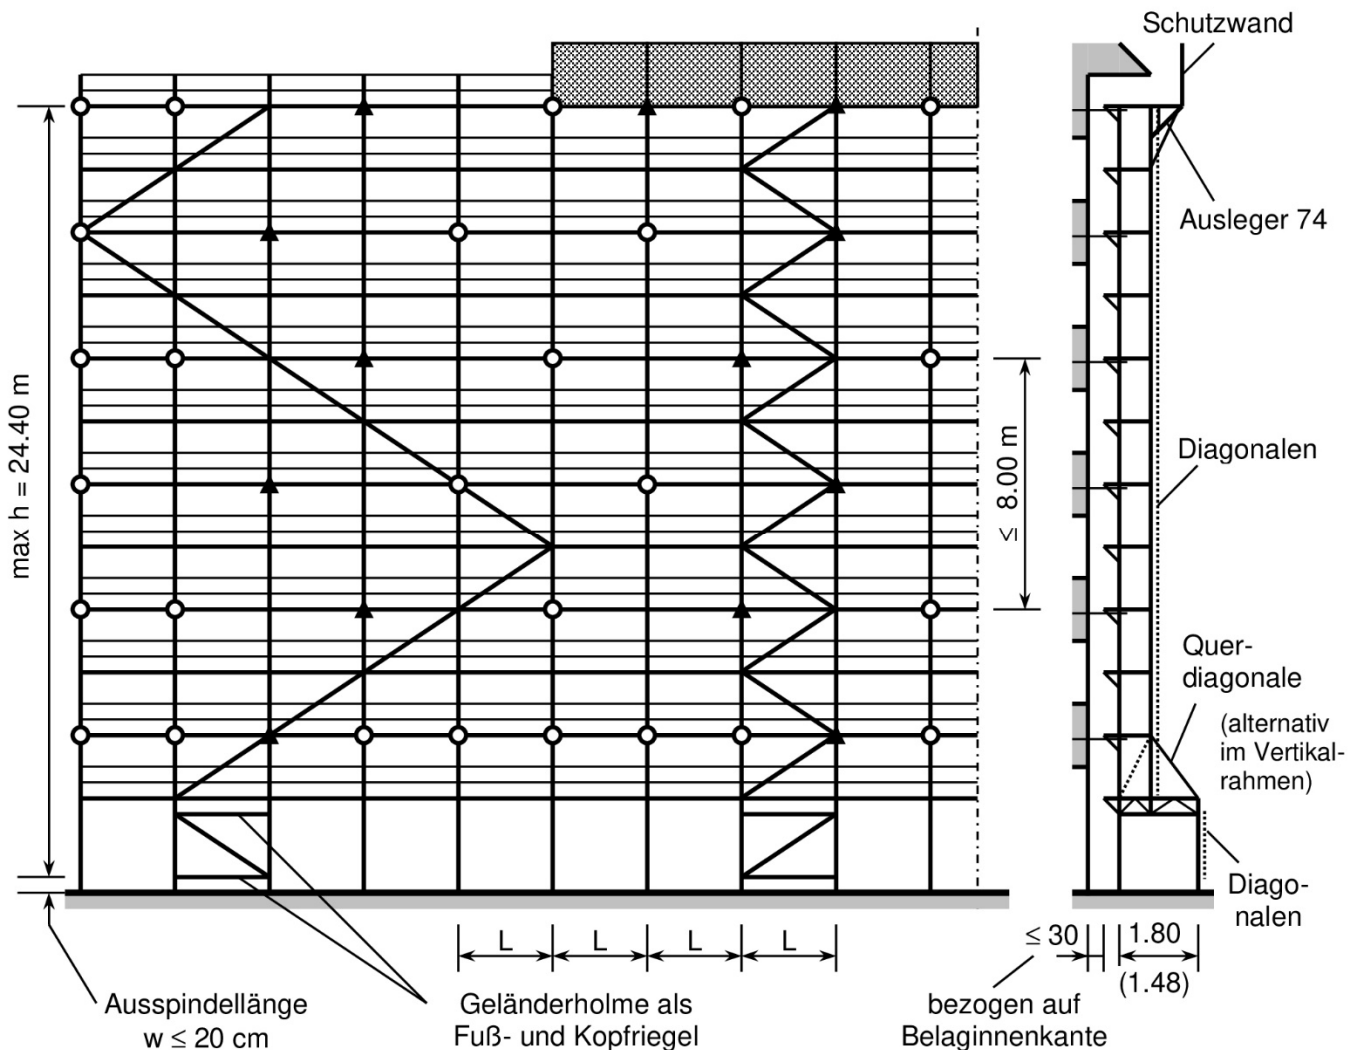 Schutzwand
Ausleger 74
max h = 24.40 m
≤ 8.00 m
Diagonalen
Quer-
diagonale
(alternativ
im Vertikal-
rahmen)
Diago-
nalen
L
L
L
L
≤ 30
1.80
(1.48)
Ausspindellänge
w ≤ 20 cm
Geländerholme als
Fuß- und Kopfriegel
bezogen auf
Belaginnenkante